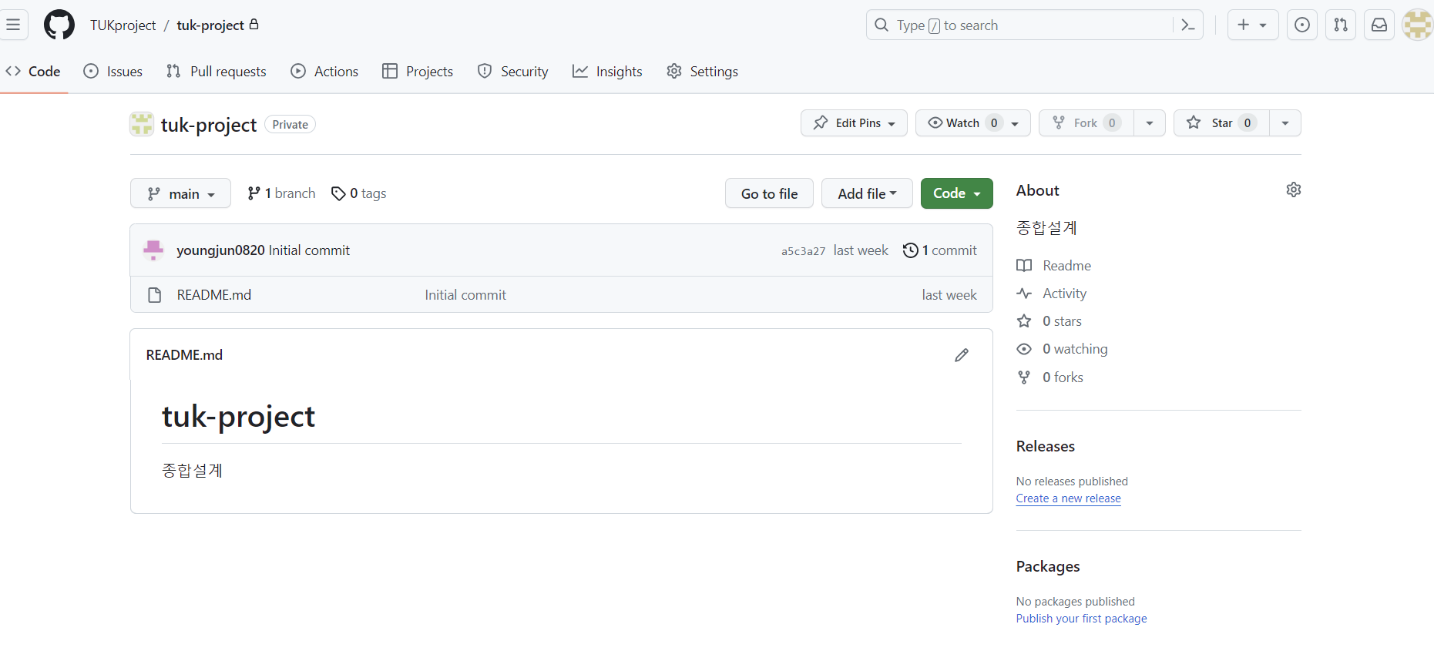 TUKproject / tuk-project
Type / to search
Code Issues Pull requests Actions Projects Security Insights Settings
tuk-project Private
Edit Pins Watch 0 Fork 0 Star 0
main 1 branch 0 tags Go to file Add file Code
youngjun0820 Initial commit a5c3a27 last week 1 commit
README.md Initial commit last week
README.md
tuk-project
종합설계
About
종합설계
Readme
Activity
0 stars
0 watching
0 forks
Releases
No releases published
Create a new release
Packages
No packages published
Publish your first package